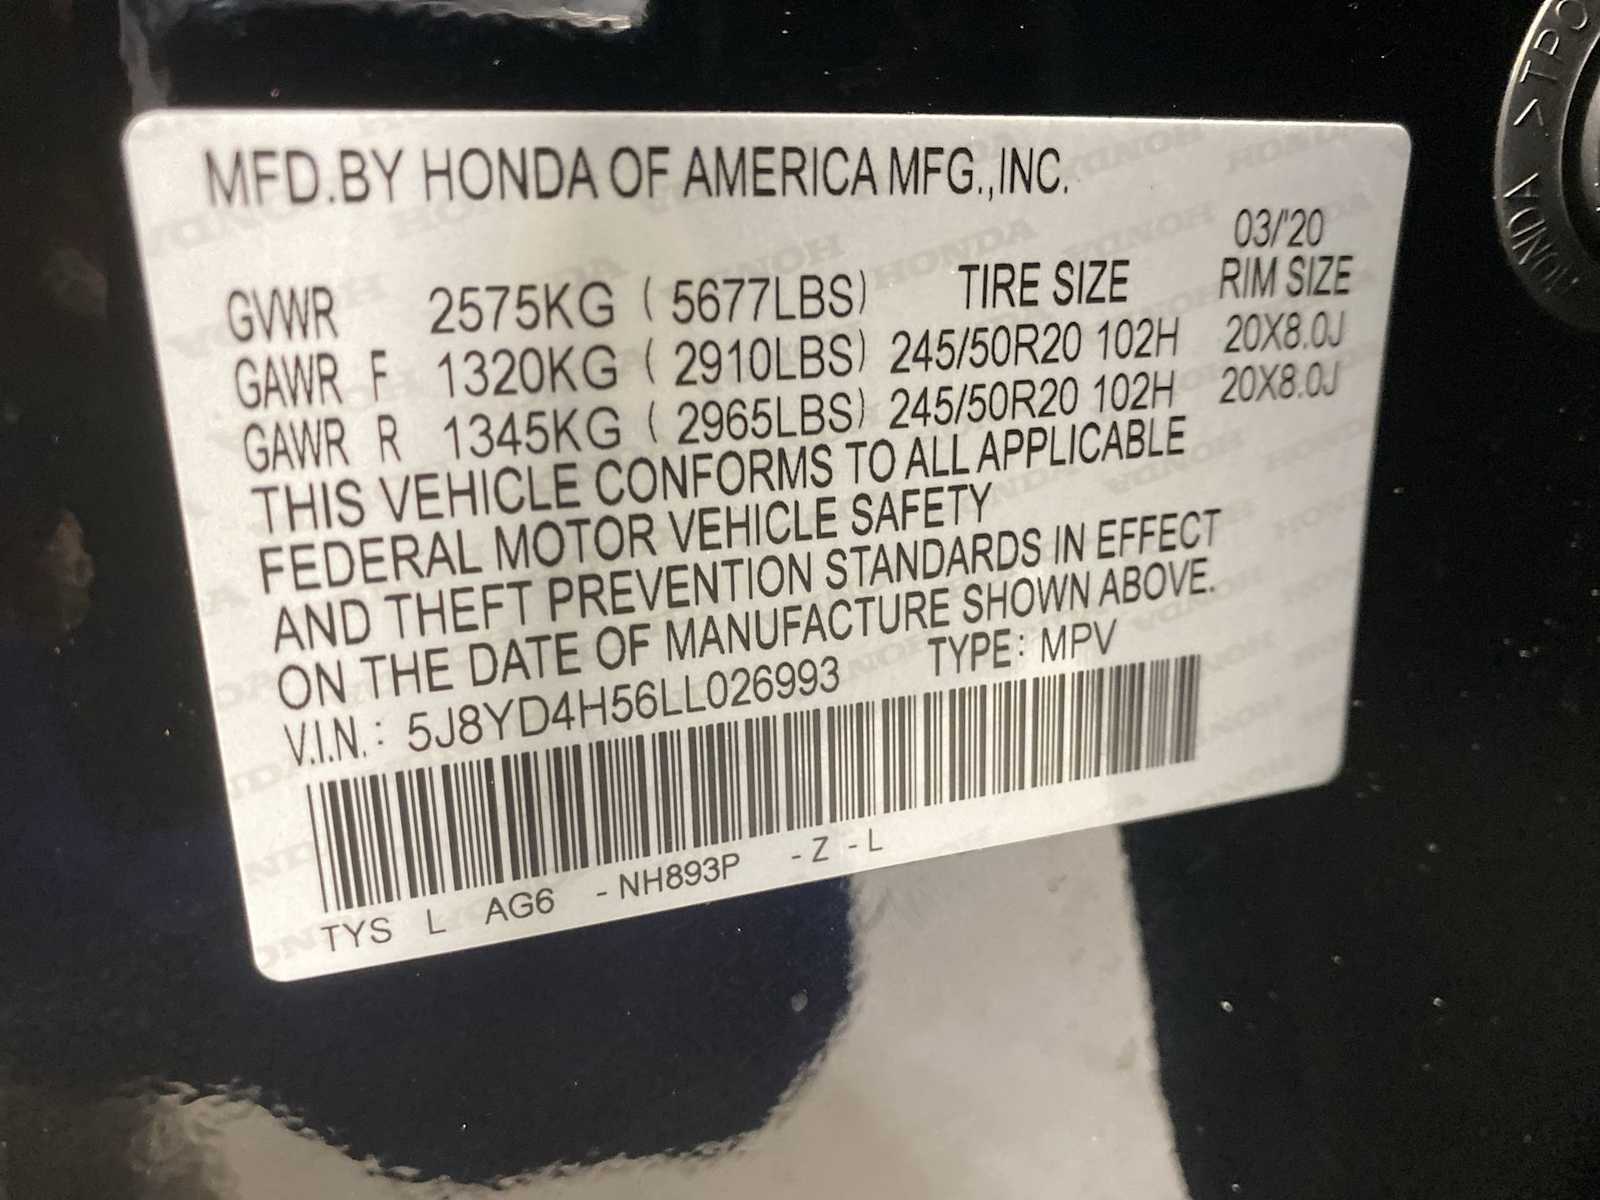 MFD.BY HONDA OF AMERICA MFG.,INC.
03/'20
GVWR 2575KG ( 5677LBS) TIRE SIZE RIM SIZE
GAWR F 1320KG ( 2910LBS) 245/50R20 102H 20X8.0J
GAWR R 1345KG ( 2965LBS) 245/50R20 102H 20X8.0J
THIS VEHICLE CONFORMS TO ALL APPLICABLE
FEDERAL MOTOR VEHICLE SAFETY
AND THEFT PREVENTION STANDARDS IN EFFECT
ON THE DATE OF MANUFACTURE SHOWN ABOVE.
V.I.N.: 5J8YD4H56LL026993 TYPE: MPV
TYS L AG6 -NH893P -Z -L
HONDA >TPO